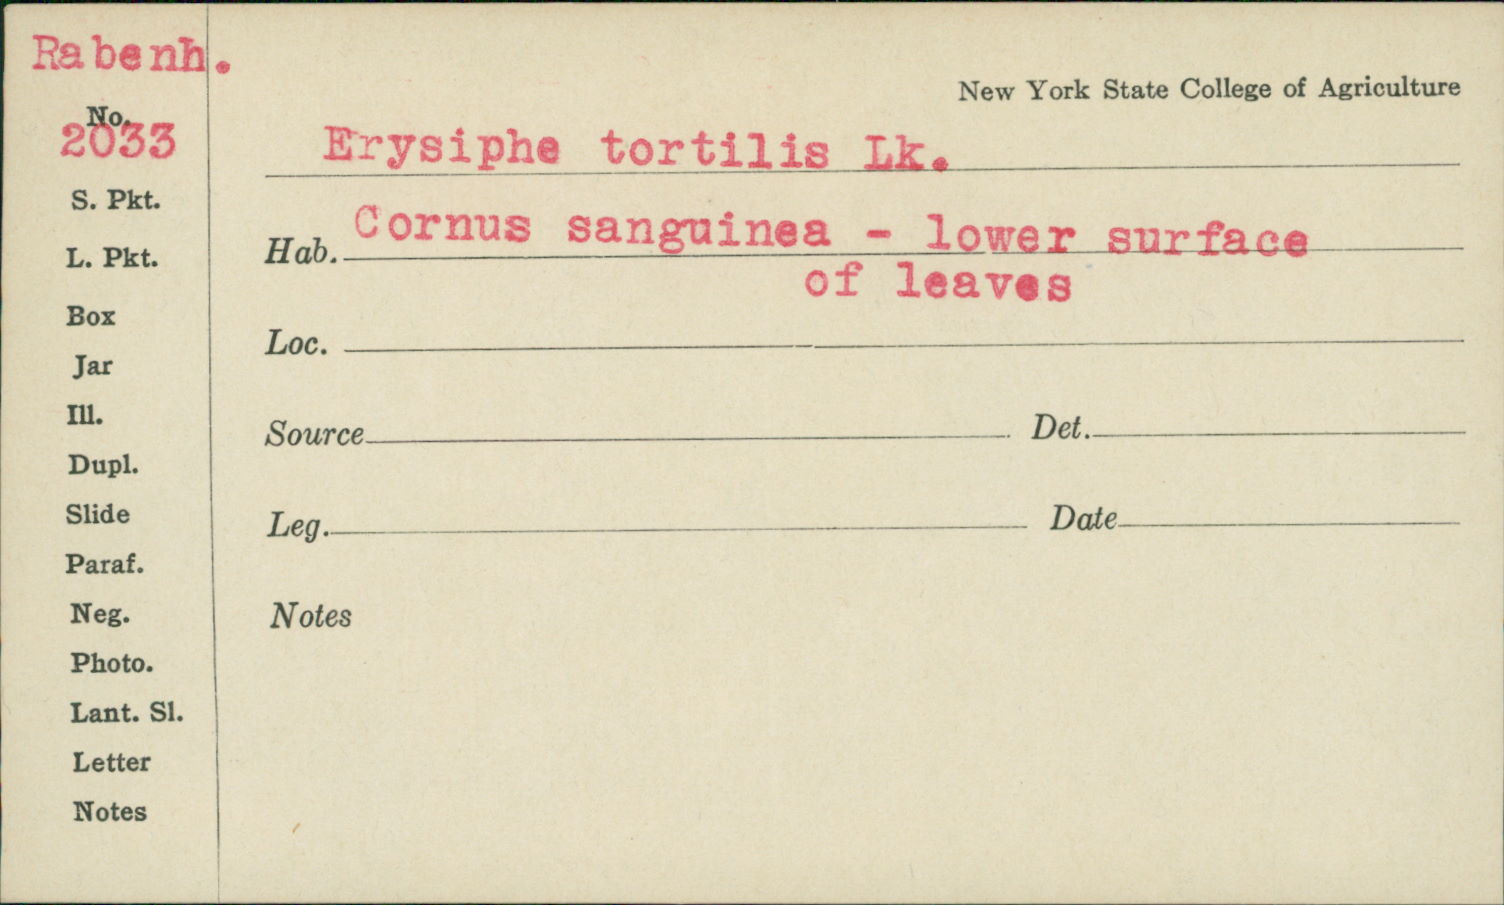 Rabenh.
New York State College of Agriculture
No.
2033
Erysiphe tortilis Lk.
S. Pkt.
Hab. Cornus sanguinea - lower surface
of leaves
L. Pkt.
Box
Loc.
Jar
Ill.
Source Det.
Dupl.
Slide
Leg. Date
Paraf.
Neg.
Notes
Photo.
Lant. Sl.
Letter
Notes